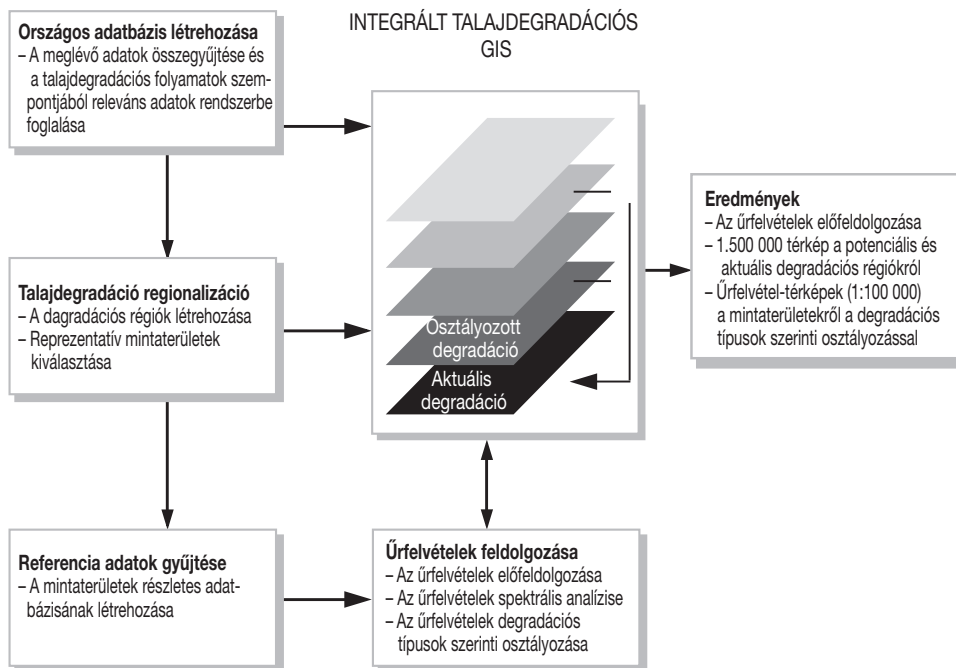 Országos adatbázis létrehozása
– A meglévő adatok összegyűjtése és
a talajdegradációs folyamatok szem-
pontjából releváns adatok rendszerbe
foglalása
INTEGRÁLT TALAJDEGRADÁCIÓS
GIS
Osztályozott
degradáció
Aktuális
degradáció
Eredmények
– Az űrfelvételek előfeldolgozása
– 1.500 000 térkép a potenciális és
aktuális degradációs régiókról
– Űrfelvétel-térképek (1:100 000)
a mintaterületekről a degradációs
típusok szerinti osztályozással
Talajdegradáció regionalizáció
– A dagradációs régiók létrehozása
– Reprezentatív mintaterületek
kiválasztása
Referencia adatok gyűjtése
– A mintaterületek részletes adat-
bázisának létrehozása
Űrfelvételek feldolgozása
– Az űrfelvételek előfeldolgozása
– Az űrfelvételek spektrális analízise
– Az űrfelvételek degradációs
típusok szerinti osztályozása